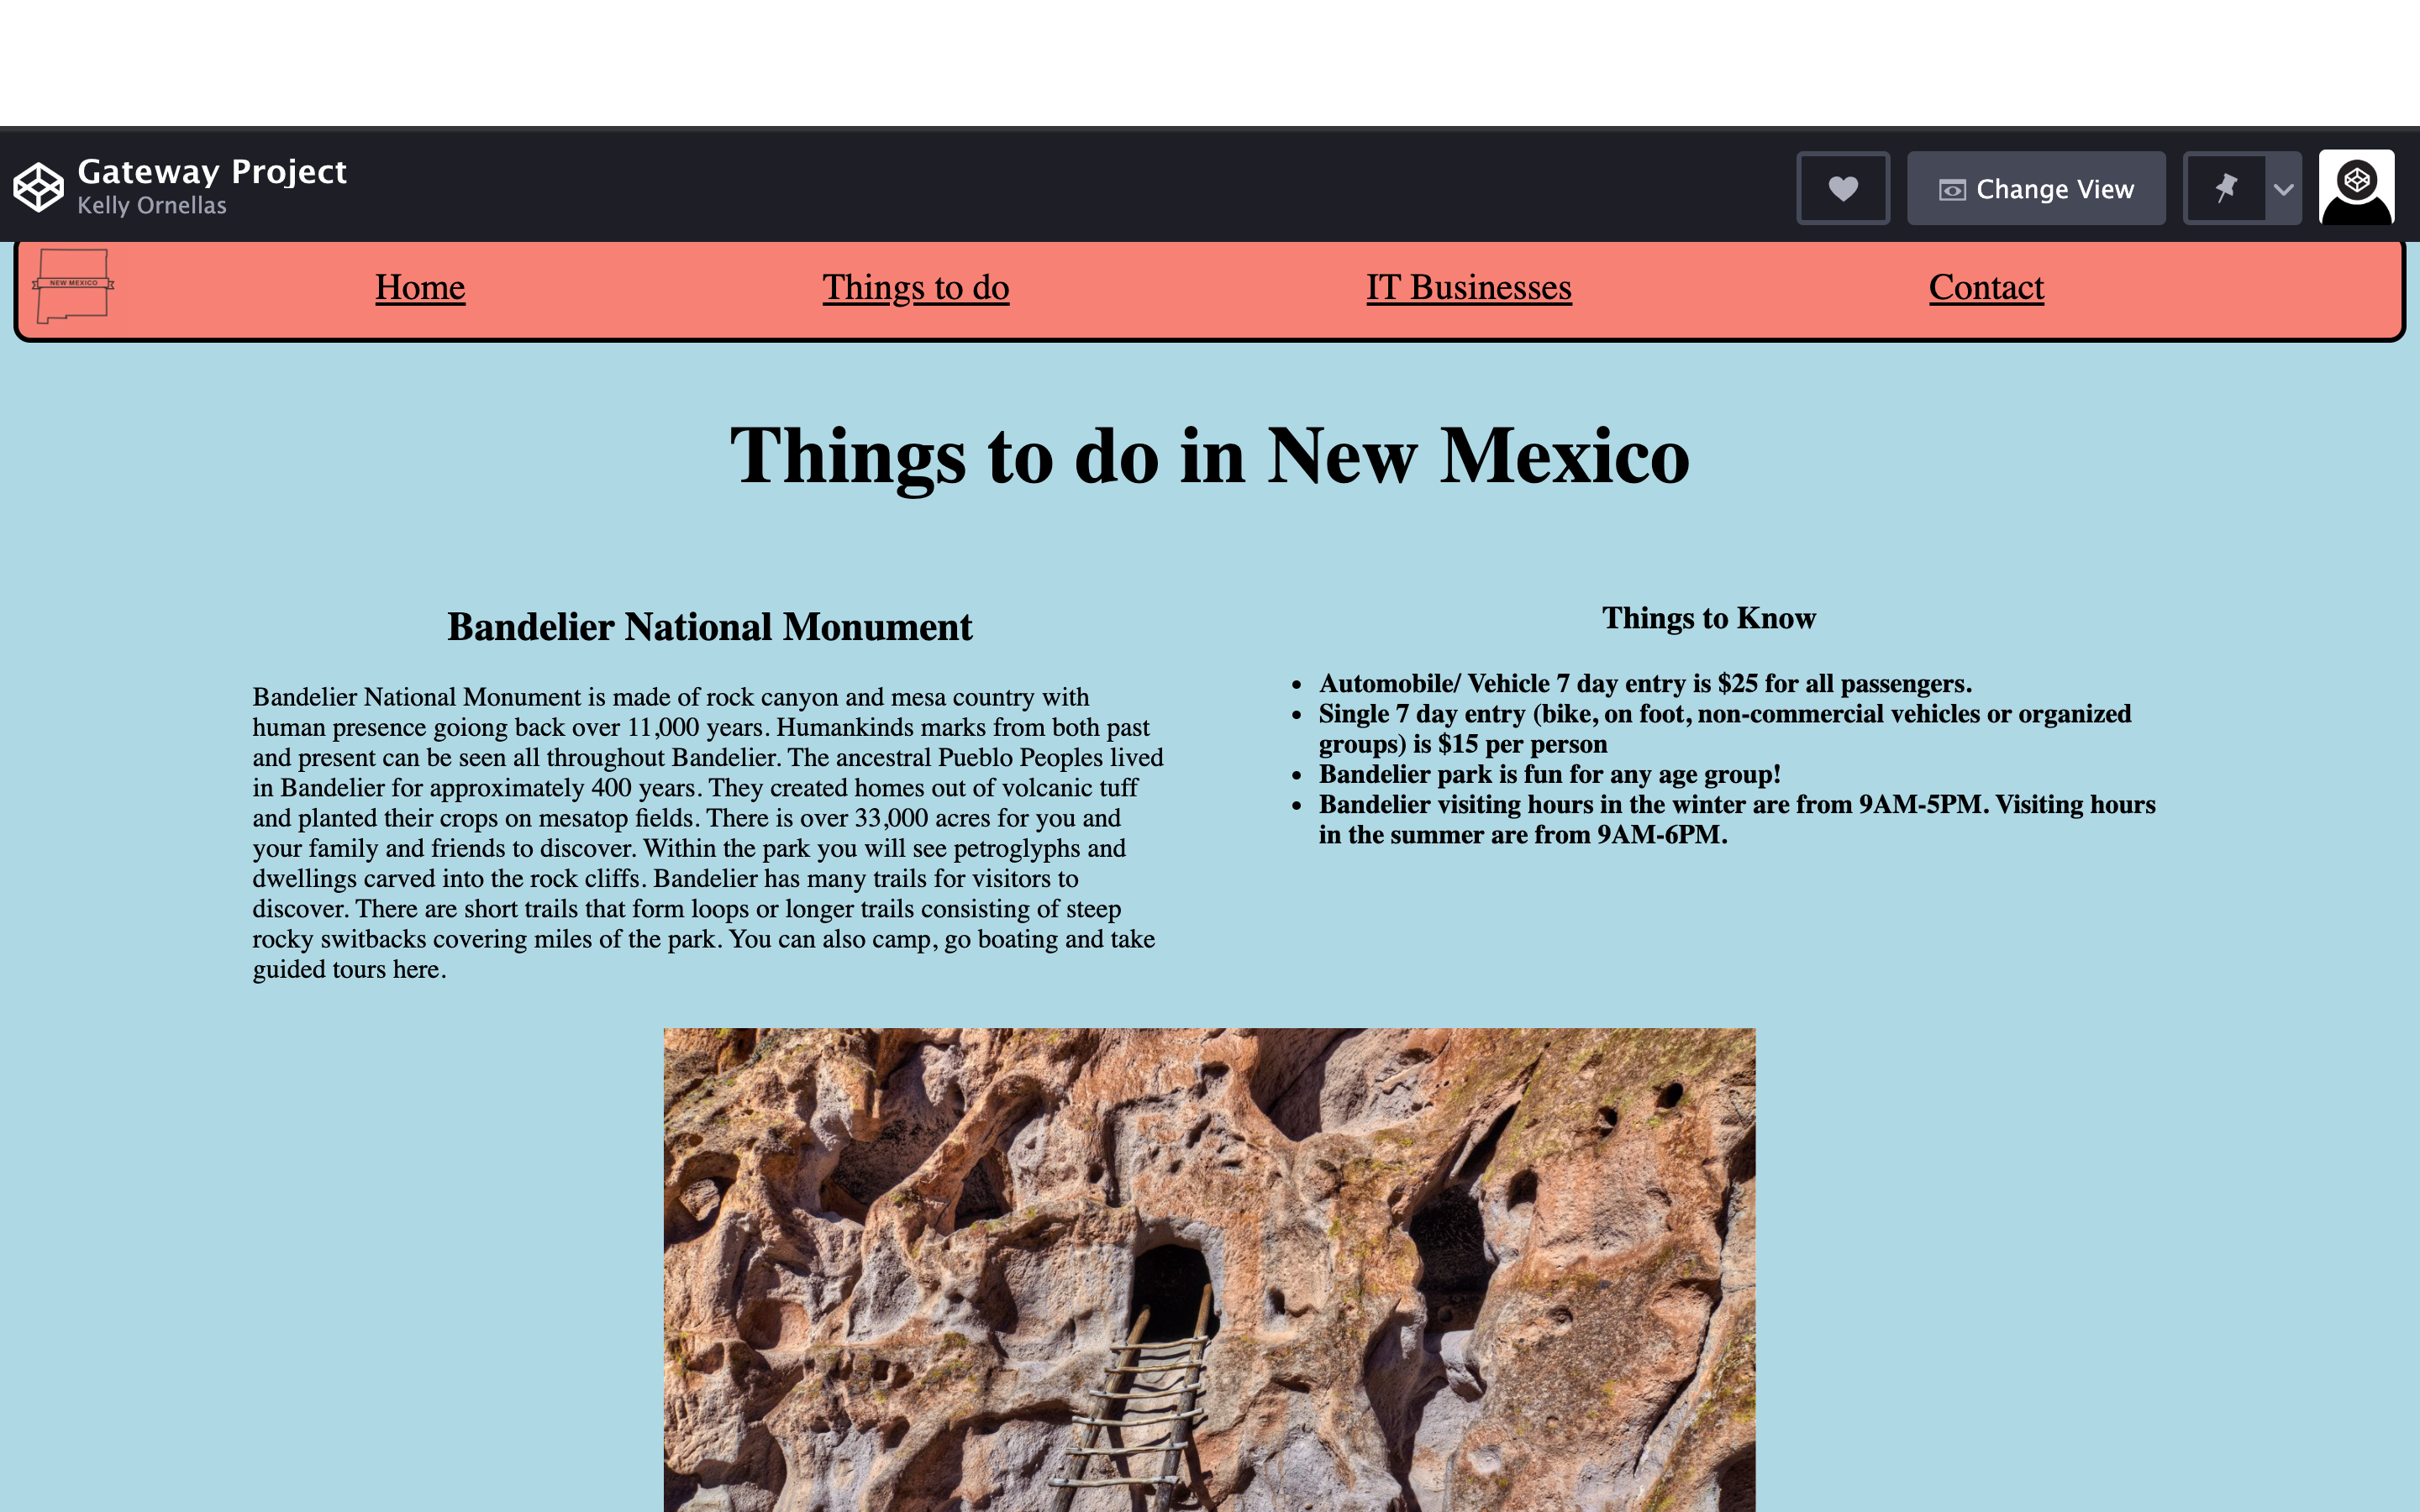 Gateway Project
Kelly Ornellas
Change View
NEW MEXICO
Home
Things to do
IT Businesses
Contact
Things to do in New Mexico
Bandelier National Monument
Bandelier National Monument is made of rock canyon and mesa country with
human presence goiong back over 11,000 years. Humankinds marks from both past
and present can be seen all throughout Bandelier. The ancestral Pueblo Peoples lived
in Bandelier for approximately 400 years. They created homes out of volcanic tuff
and planted their crops on mesatop fields. There is over 33,000 acres for you and
your family and friends to discover. Within the park you will see petroglyphs and
dwellings carved into the rock cliffs. Bandelier has many trails for visitors to
discover. There are short trails that form loops or longer trails consisting of steep
rocky switbacks covering miles of the park. You can also camp, go boating and take
guided tours here.
Things to Know
• Automobile/ Vehicle 7 day entry is $25 for all passengers.
• Single 7 day entry (bike, on foot, non-commercial vehicles or organized
groups) is $15 per person
• Bandelier park is fun for any age group!
• Bandelier visiting hours in the winter are from 9AM-5PM. Visiting hours
in the summer are from 9AM-6PM.